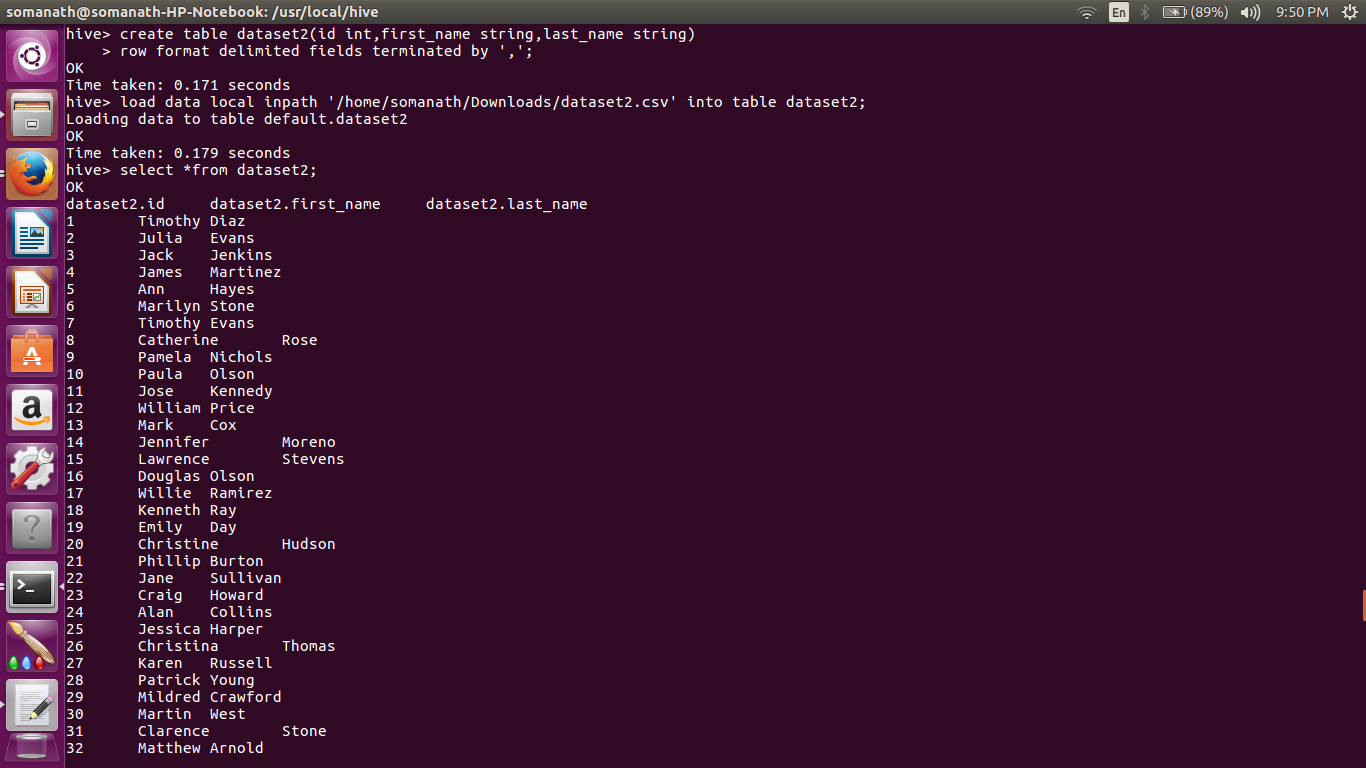 somanath@somanath-HP-Notebook: /usr/local/hive En (89%) 9:50 PM
hive> create table dataset2(id int,first_name string,last_name string)
    > row format delimited fields terminated by ',';
OK
Time taken: 0.171 seconds
hive> load data local inpath '/home/somanath/Downloads/dataset2.csv' into table dataset2;
Loading data to table default.dataset2
OK
Time taken: 0.179 seconds
hive> select *from dataset2;
OK
dataset2.id	dataset2.first_name	dataset2.last_name
1	Timothy	Diaz
2	Julia	Evans
3	Jack	Jenkins
4	James	Martinez
5	Ann	Hayes
6	Marilyn	Stone
7	Timothy	Evans
8	Catherine	Rose
9	Pamela	Nichols
10	Paula	Olson
11	Jose	Kennedy
12	William	Price
13	Mark	Cox
14	Jennifer	Moreno
15	Lawrence	Stevens
16	Douglas	Olson
17	Willie	Ramirez
18	Kenneth	Ray
19	Emily	Day
20	Christine	Hudson
21	Phillip	Burton
22	Jane	Sullivan
23	Craig	Howard
24	Alan	Collins
25	Jessica	Harper
26	Christina	Thomas
27	Karen	Russell
28	Patrick	Young
29	Mildred	Crawford
30	Martin	West
31	Clarence	Stone
32	Matthew	Arnold